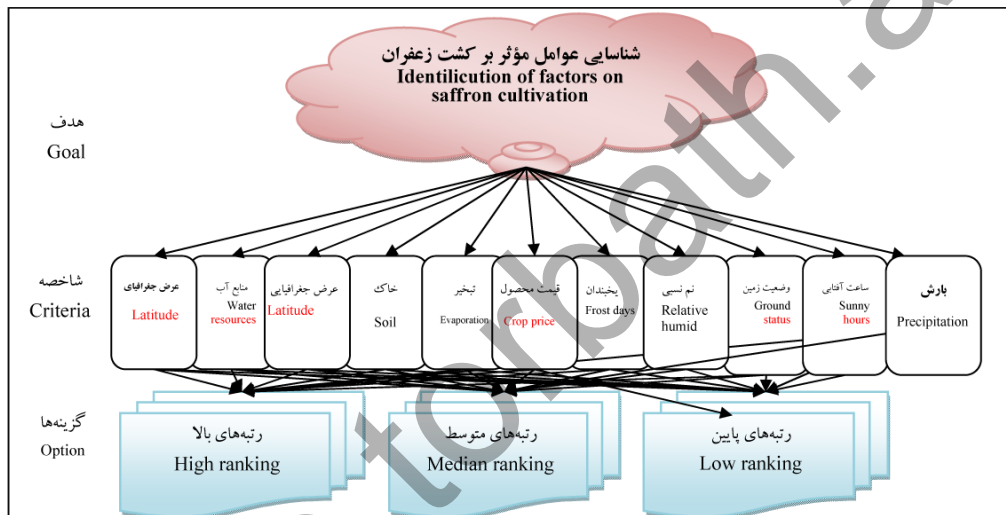 شناسایی عوامل مؤثر بر کشت زعفران
Identilicution of factors on
saffron cultivation
هدف
Goal
شاخصه
Criteria
عرض جغرافیای
Latitude
منابع آب
Water
resources
عرض جغرافیایی
Latitude
خاک
Soil
تبخیر
Evaporation
قیمت محصول
Crop price
یخبندان
Frost days
نم نسبی
Relative
humid
وضعیت زمین
Ground
status
ساعت آفتابی
Sunny
hours
بارش
Precipitation
گزینه‌ها
Option
رتبه‌های بالا
High ranking
رتبه‌های متوسط
Median ranking
رتبه‌های پایین
Low ranking
torbath.a